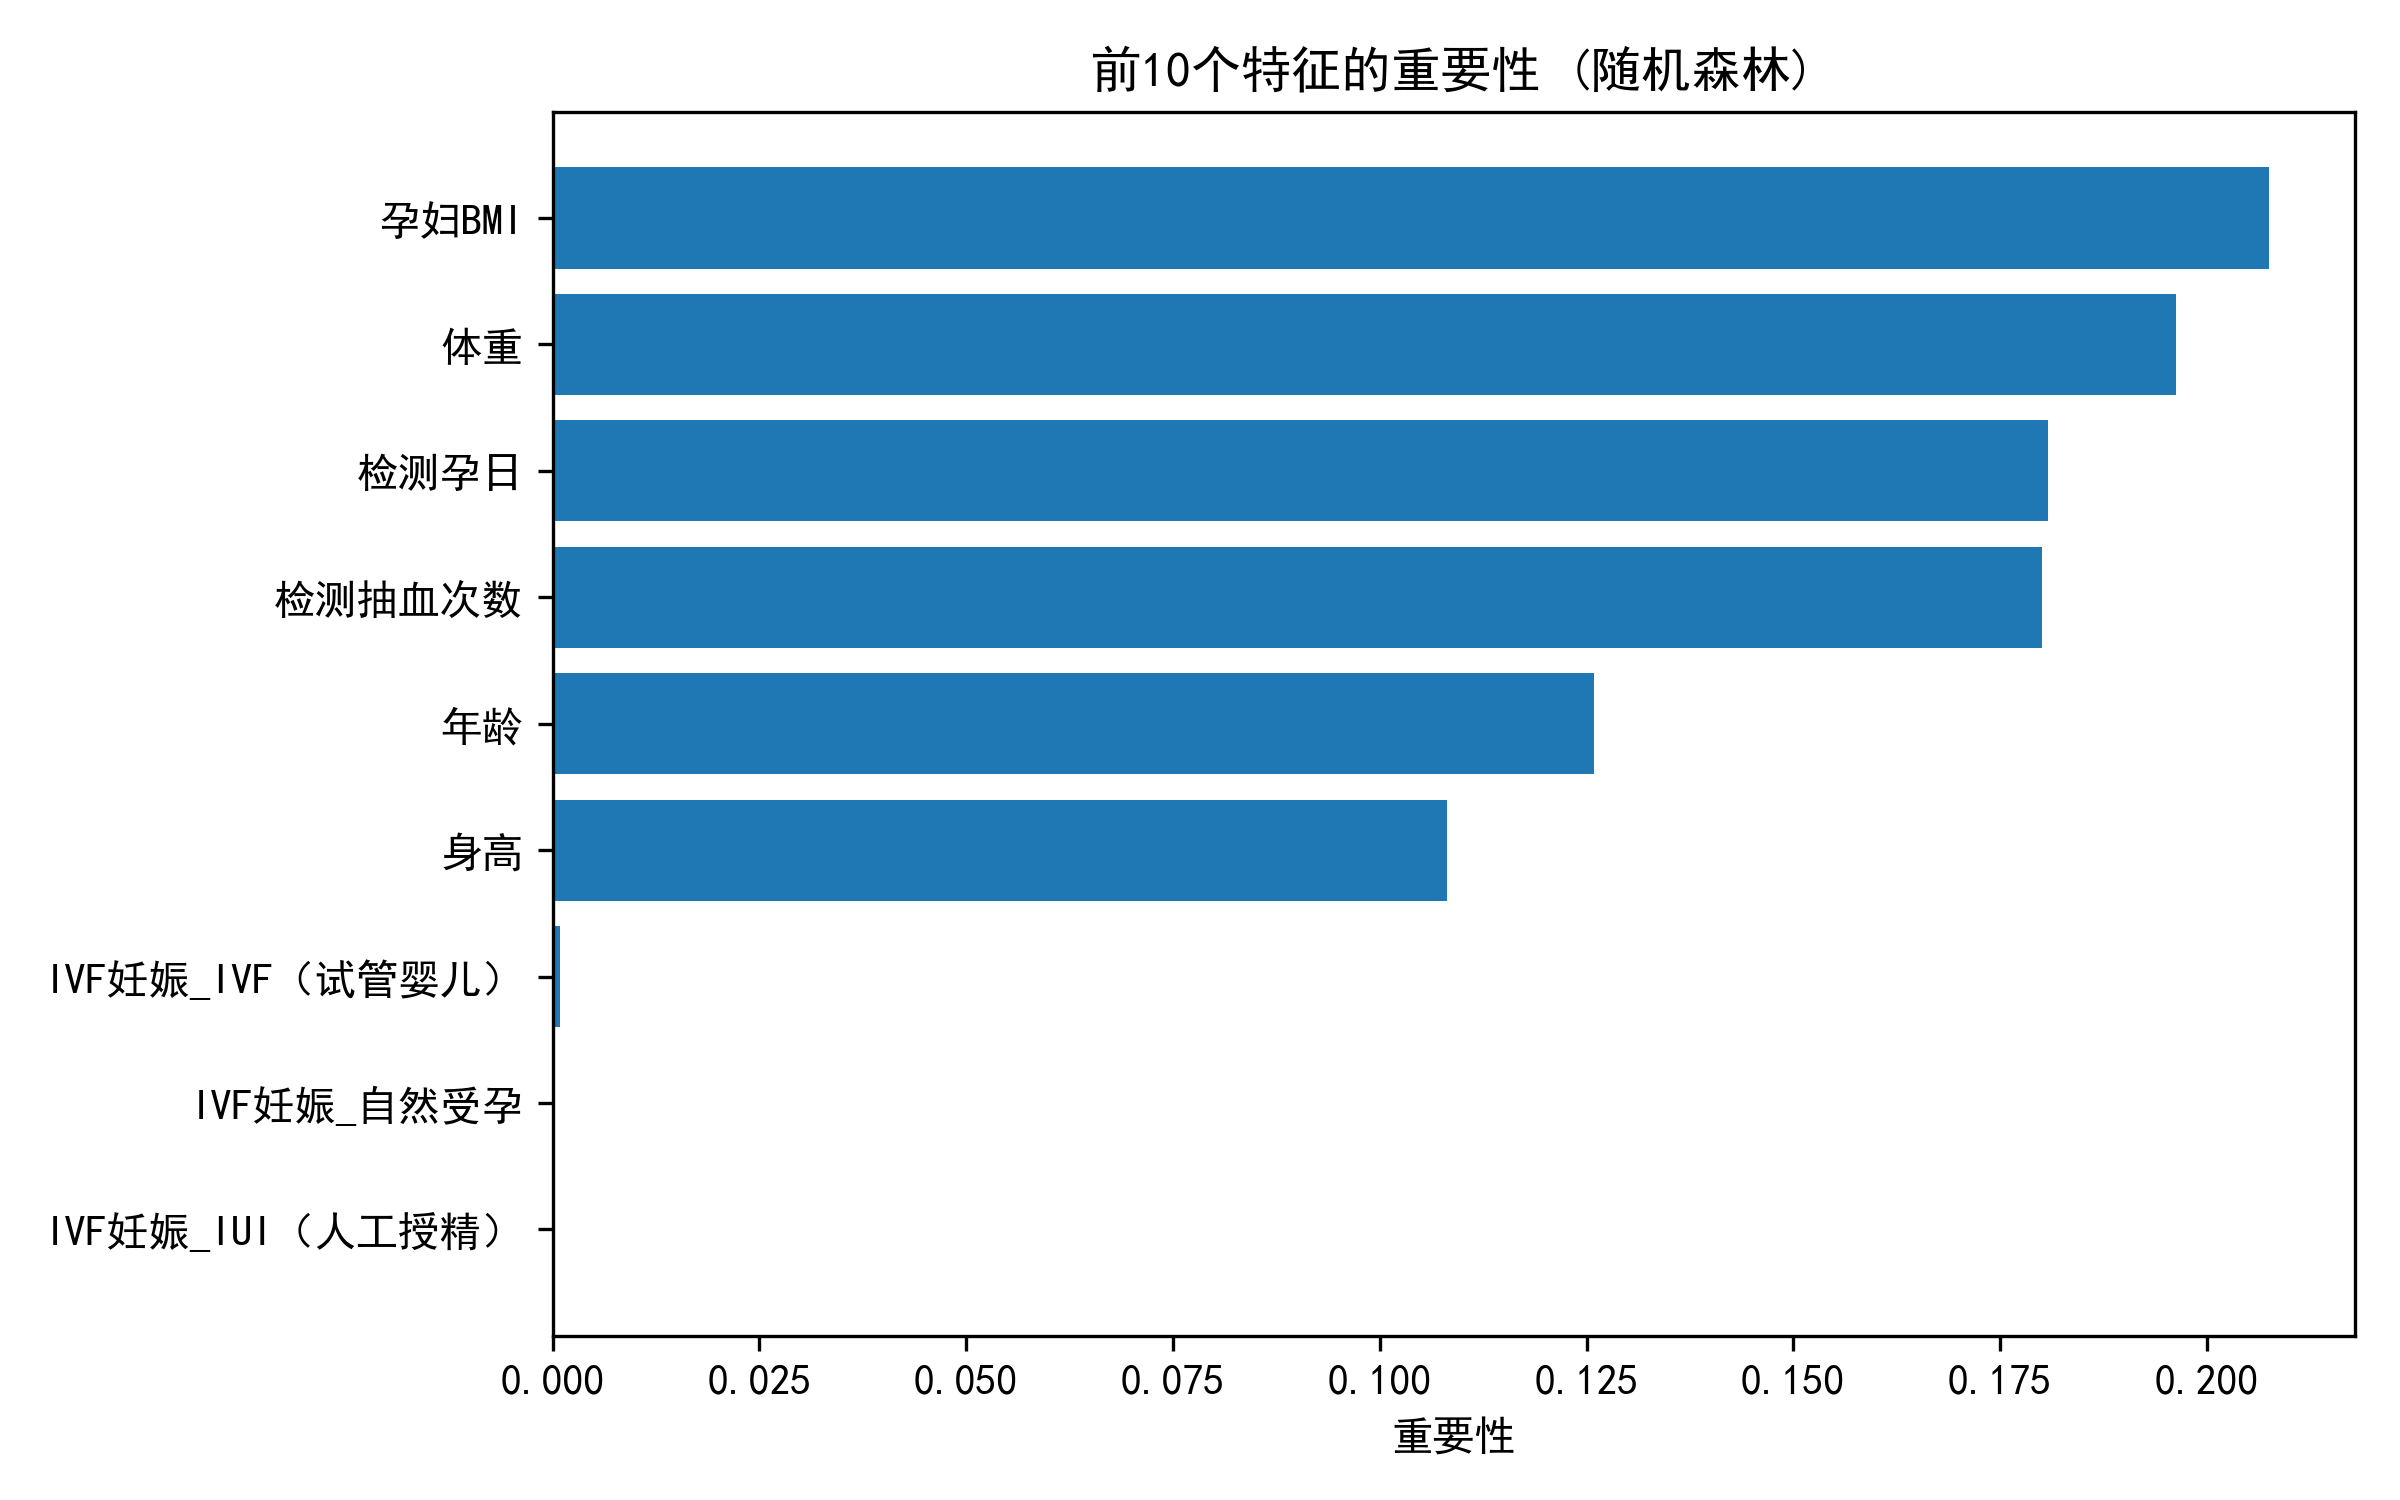 前10个特征的重要性 (随机森林)
孕妇BMI
体重
检测孕日
检测抽血次数
年龄
身高
IVF妊娠_IVF（试管婴儿）
IVF妊娠_自然受孕
IVF妊娠_IUI（人工授精）
0.000 0.025 0.050 0.075 0.100 0.125 0.150 0.175 0.200
重要性